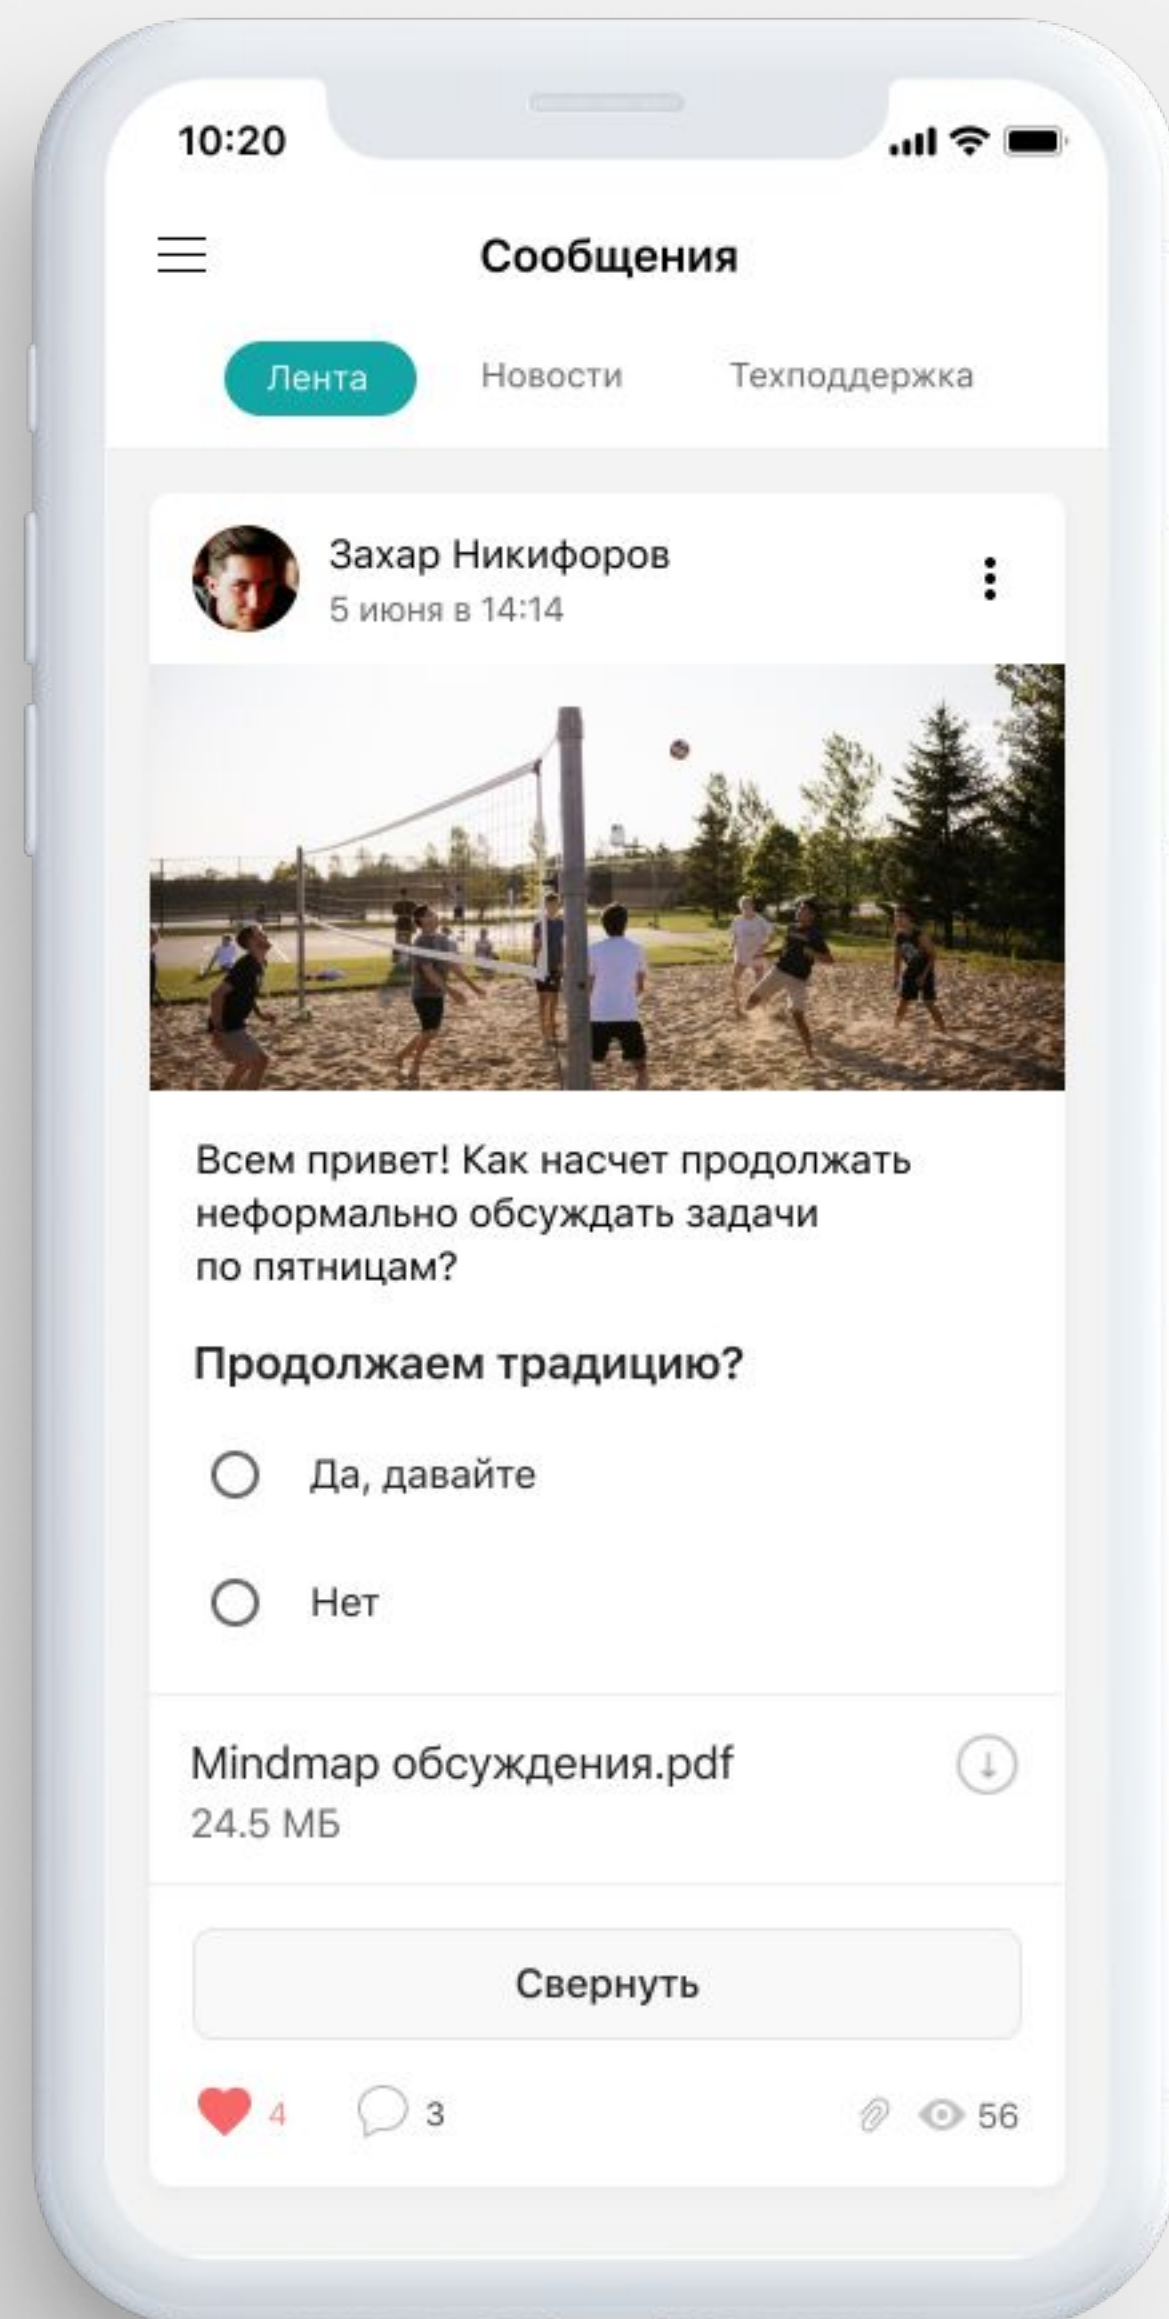 10:20
Сообщения
Лента Новости Техподдержка
Захар Никифоров
5 июня в 14:14
Всем привет! Как насчет продолжать
неформально обсуждать задачи
по пятницам?
Продолжаем традицию?
Да, давайте
Нет
Mindmap обсуждения.pdf
24.5 МБ
Свернуть
4 3 56